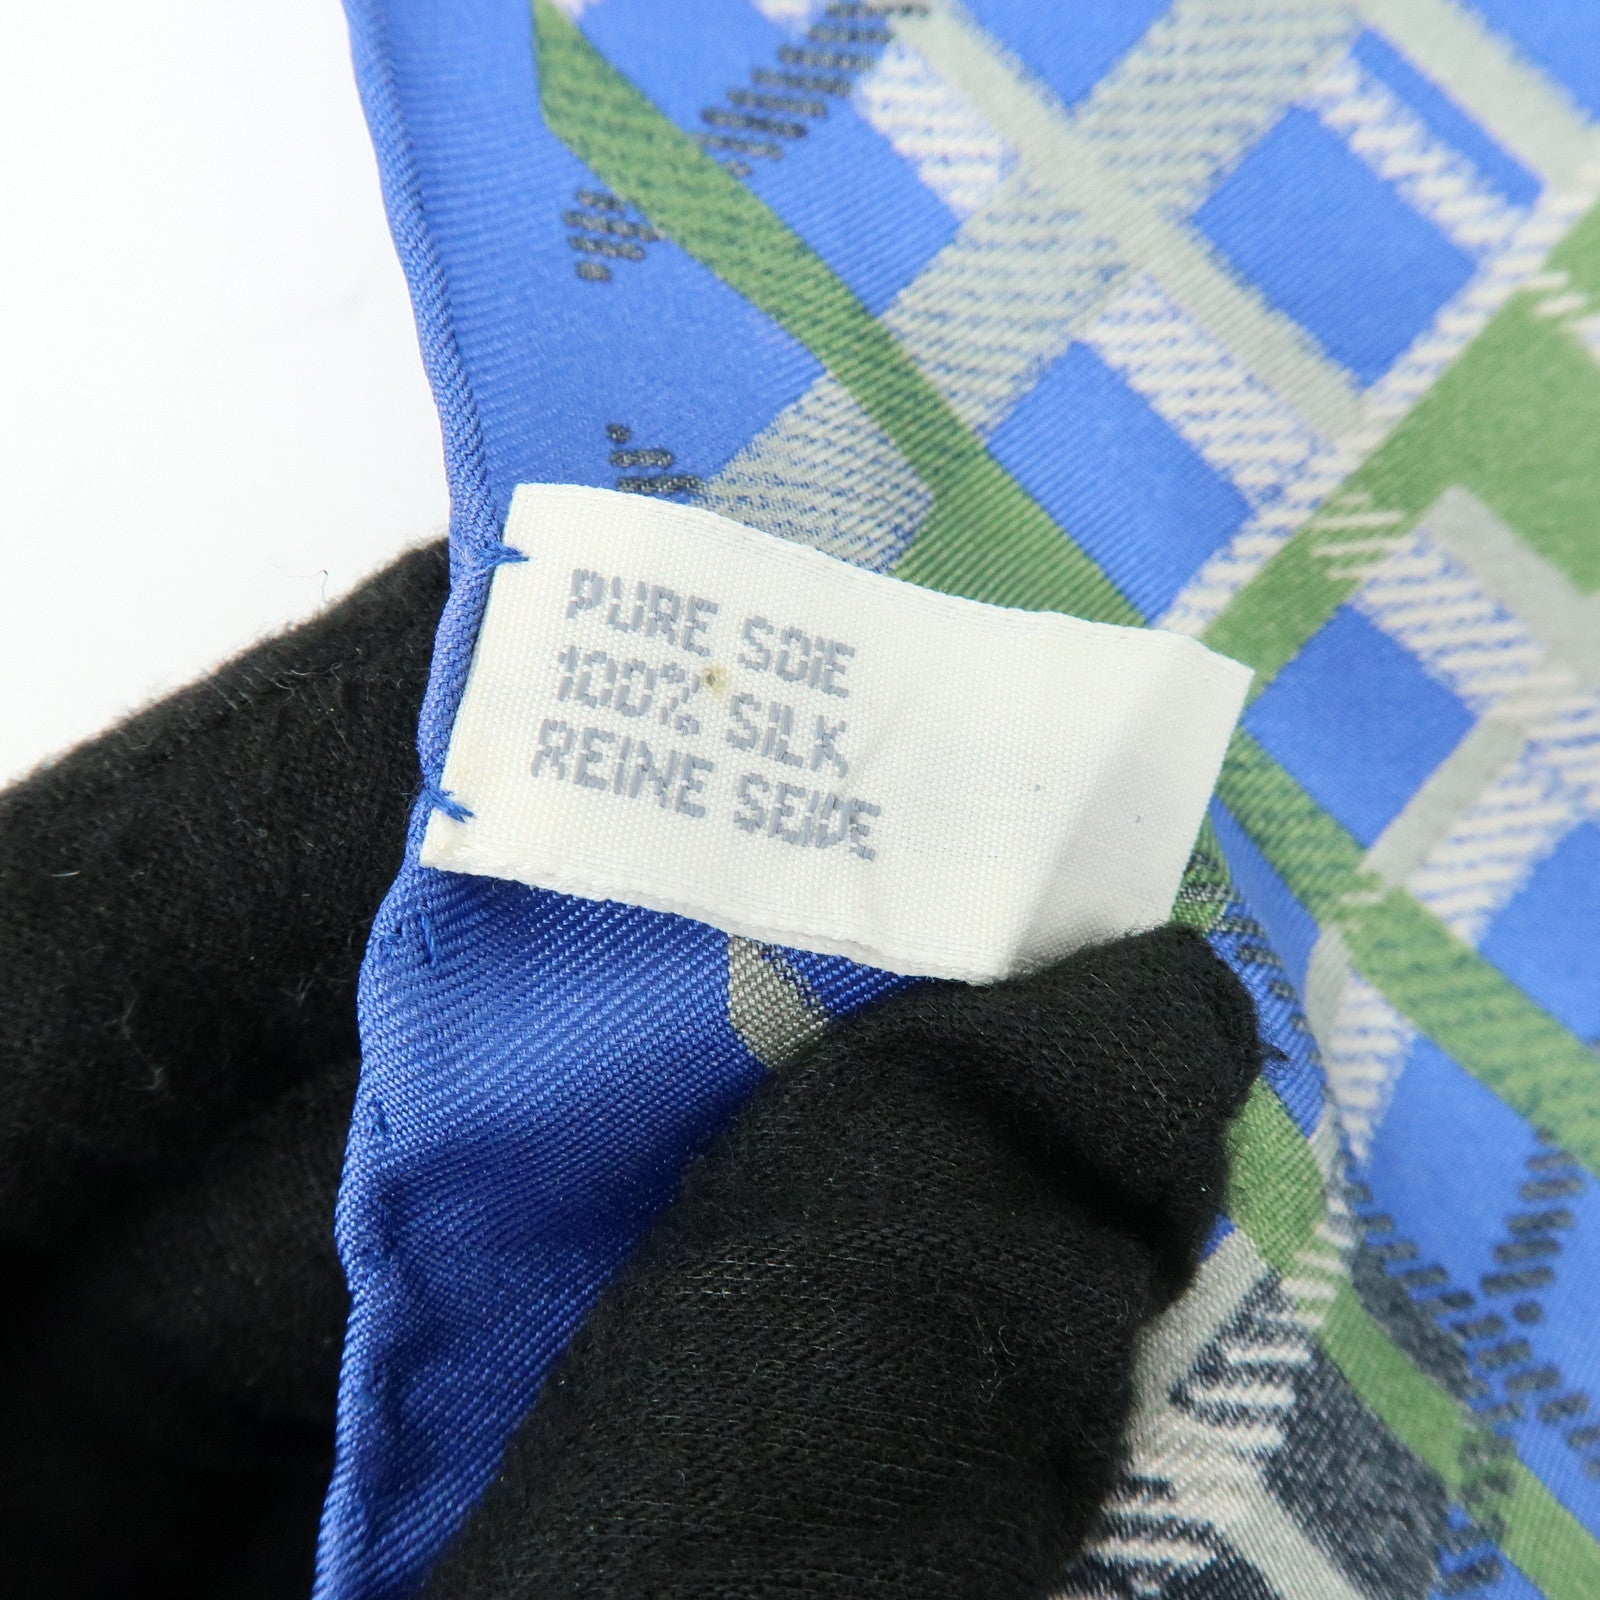 PURE SOIE
100% SILK
REINE SEIDE